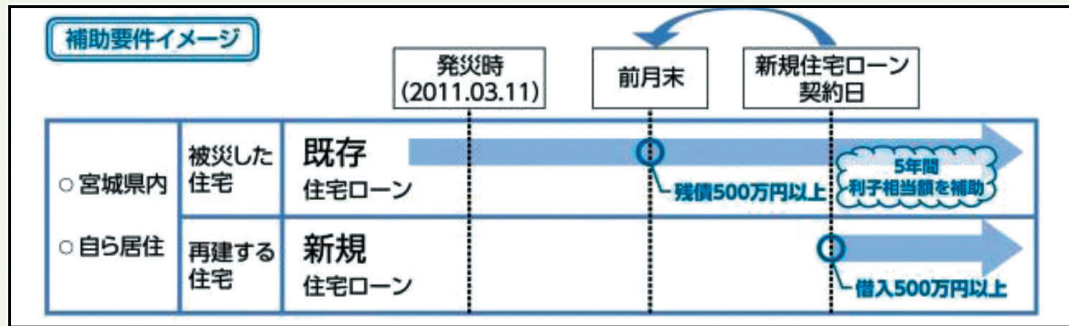 補助要件イメージ
発災時
(2011.03.11)
前月末
新規住宅ローン
契約日
○宮城県内
○自ら居住
被災した
住宅
既存
住宅ローン
残債500万円以上
5年間
利子相当額を補助
再建する
住宅
新規
住宅ローン
借入500万円以上